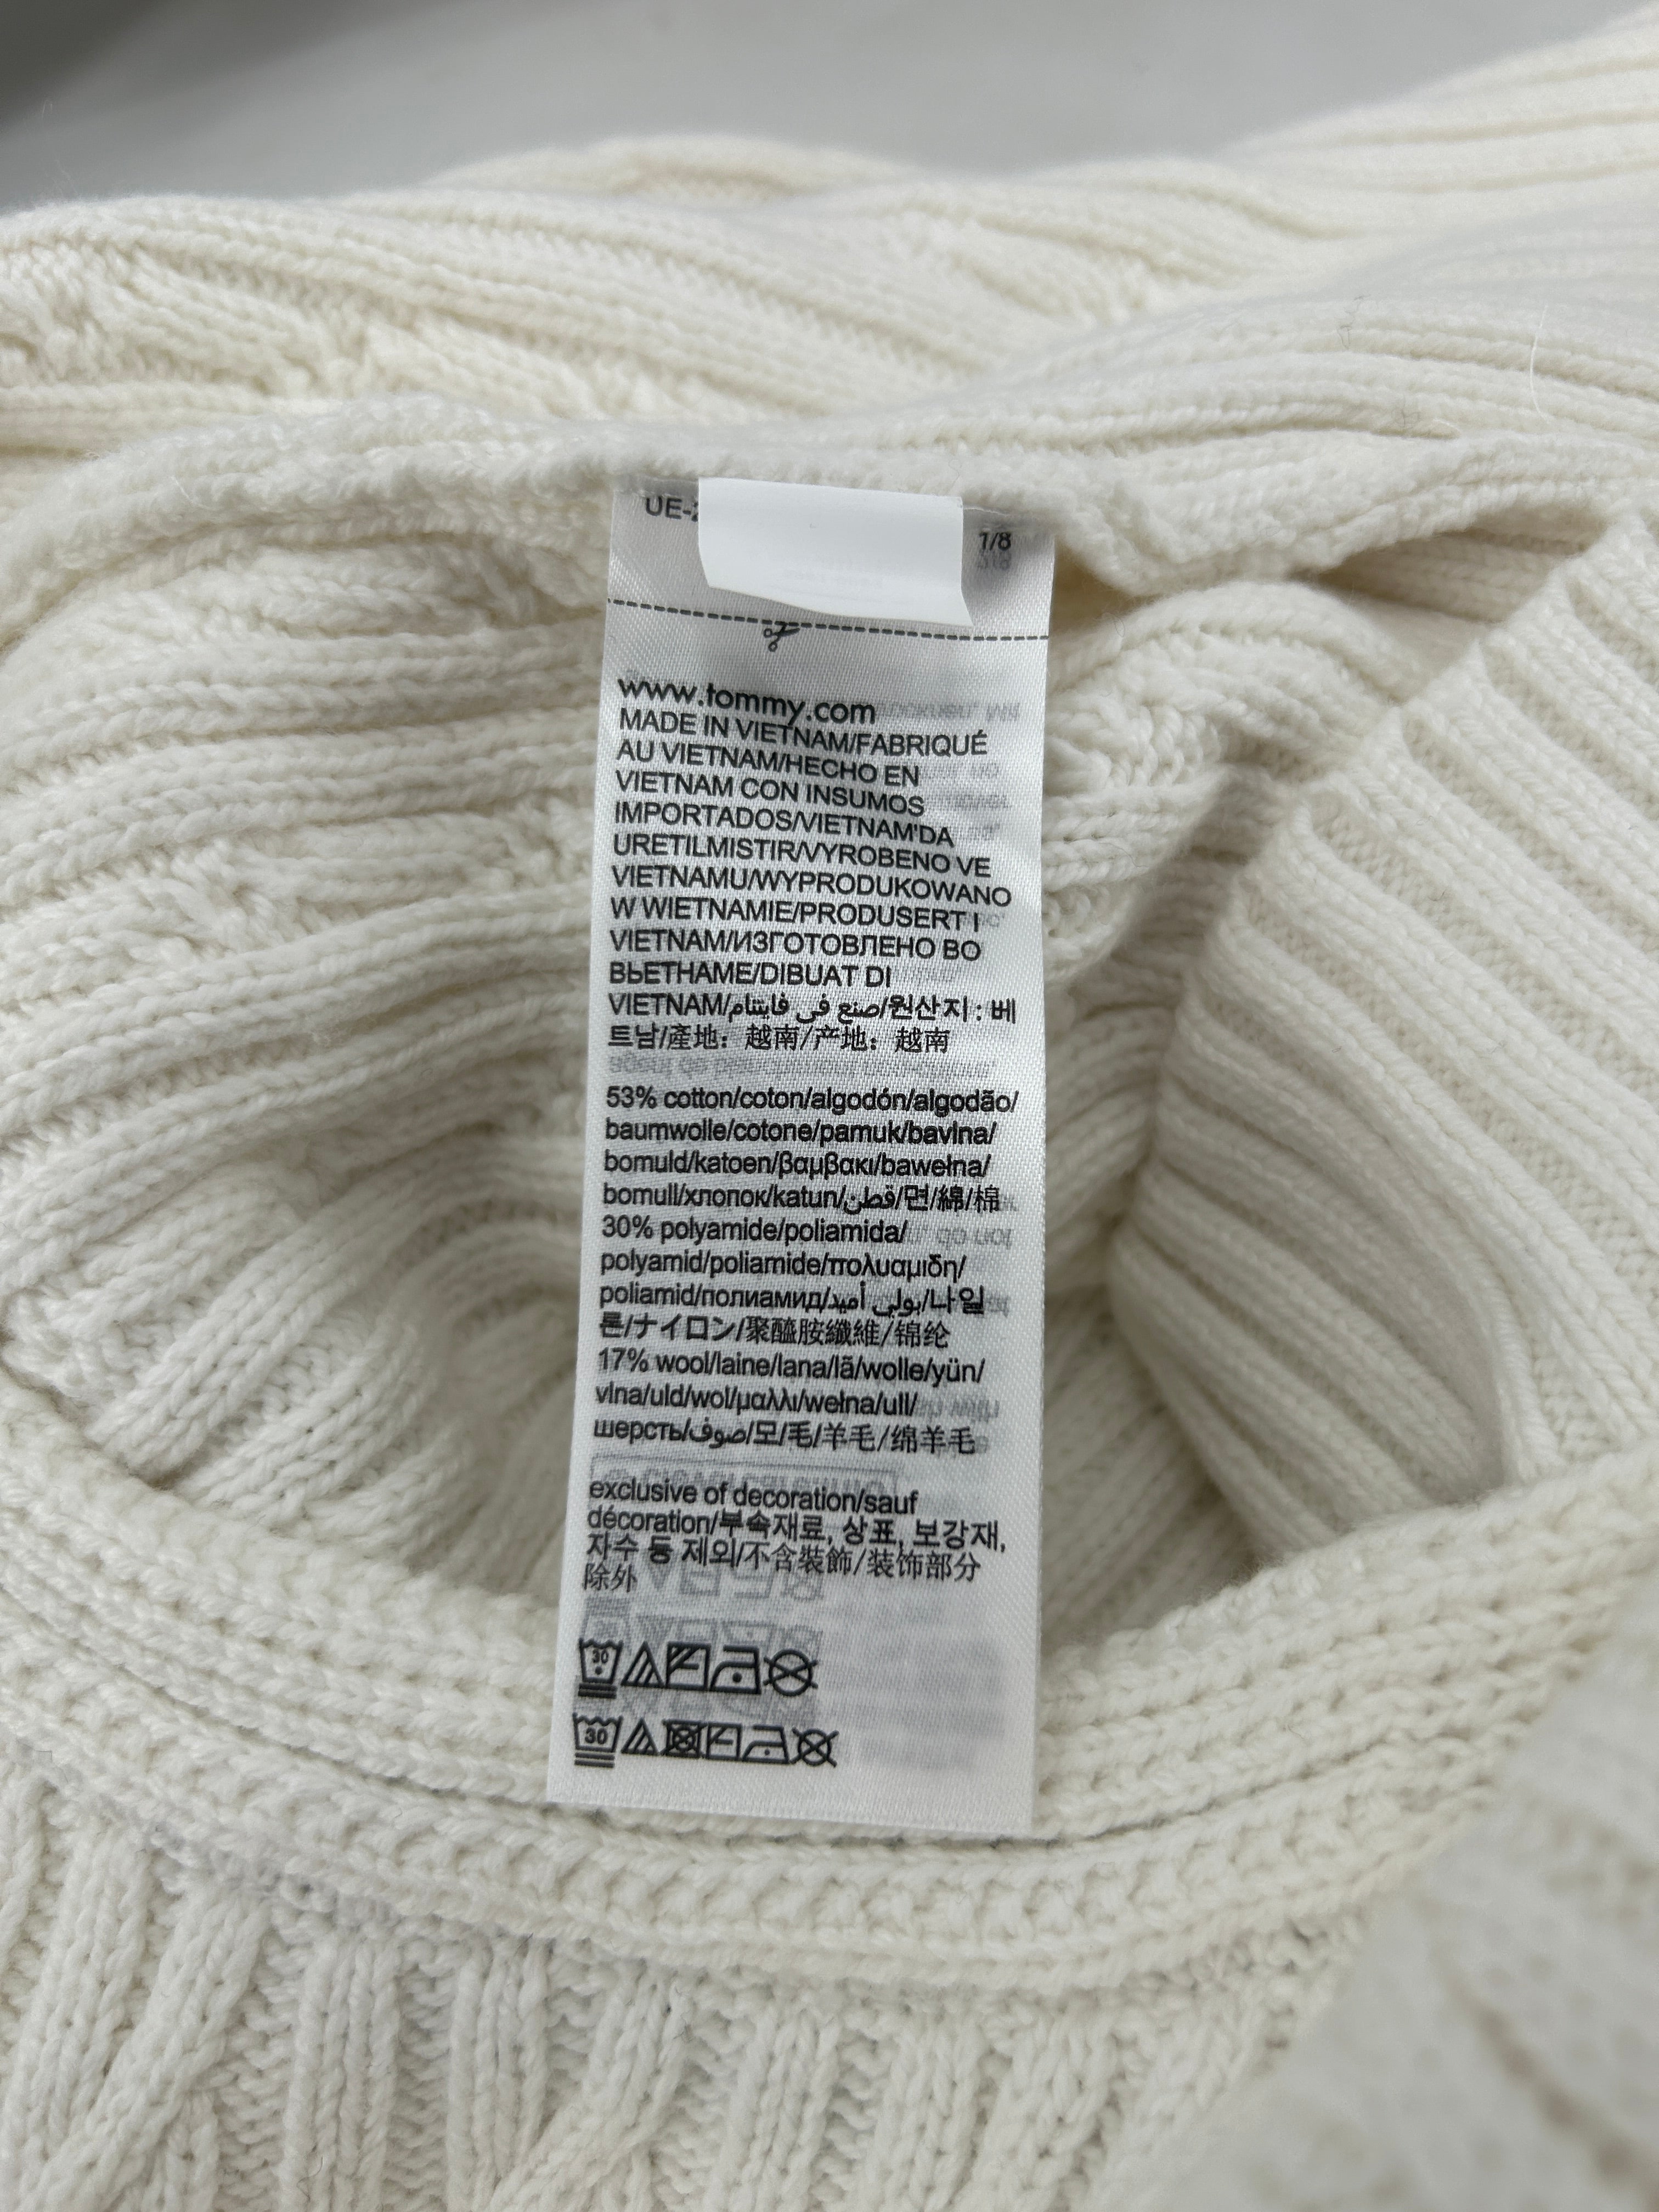 UE-
1/8
www.tommy.com
MADE IN VIETNAM/FABRIQUÉ
AU VIETNAM/HECHO EN
VIETNAM CON INSUMOS
IMPORTADOS/VIETNAM'DA
URETILMISTIR/VYROBENO VE
VIETNAMU/WYPRODUKOWANO
W WIETNAMIE/PRODUSERT I
VIETNAM/ИЗГОТОВЛЕНО ВО
ВЬЕТНАМЕ/DIBUAT DI
VIETNAM/صنع في فايتنام/원산지 : 베
트남/產地：越南/产地：越南
53% cotton/coton/algodón/algodão/
baumwolle/cotone/pamuk/bavlna/
bomuld/katoen/βαμβακι/bawełna/
bomull/хлопок/katun/قطن/면/綿/棉
30% polyamide/poliamida/
polyamid/poliamide/πολυαμιδη/
poliamid/полиамид/بولي أميد/나일
론/ナイロン/聚醯胺纖維/锦纶
17% wool/laine/lana/lã/wolle/yün/
vlna/uld/wol/μαλλι/wełna/ull/
шерсть/صوف/모/毛/羊毛/绵羊毛
exclusive of decoration/sauf
décoration/부속재료, 상표, 보강재,
자수 등 제외/不含裝飾/装饰部分
除外
30
30